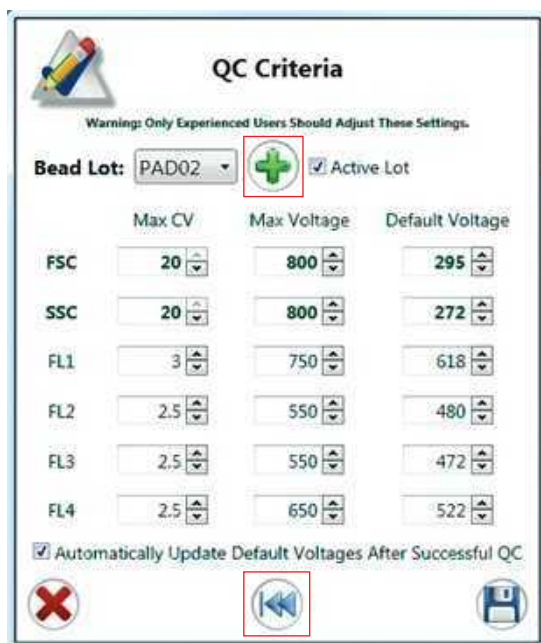 QC Criteria
Warning: Only Experienced Users Should Adjust These Settings.
Bead Lot: PAD02 Active Lot
Max CV Max Voltage Default Voltage
FSC 20 800 295
SSC 20 800 272
FL1 3 750 618
FL2 2.5 550 480
FL3 2.5 550 472
FL4 2.5 650 522
Automatically Update Default Voltages After Successful QC